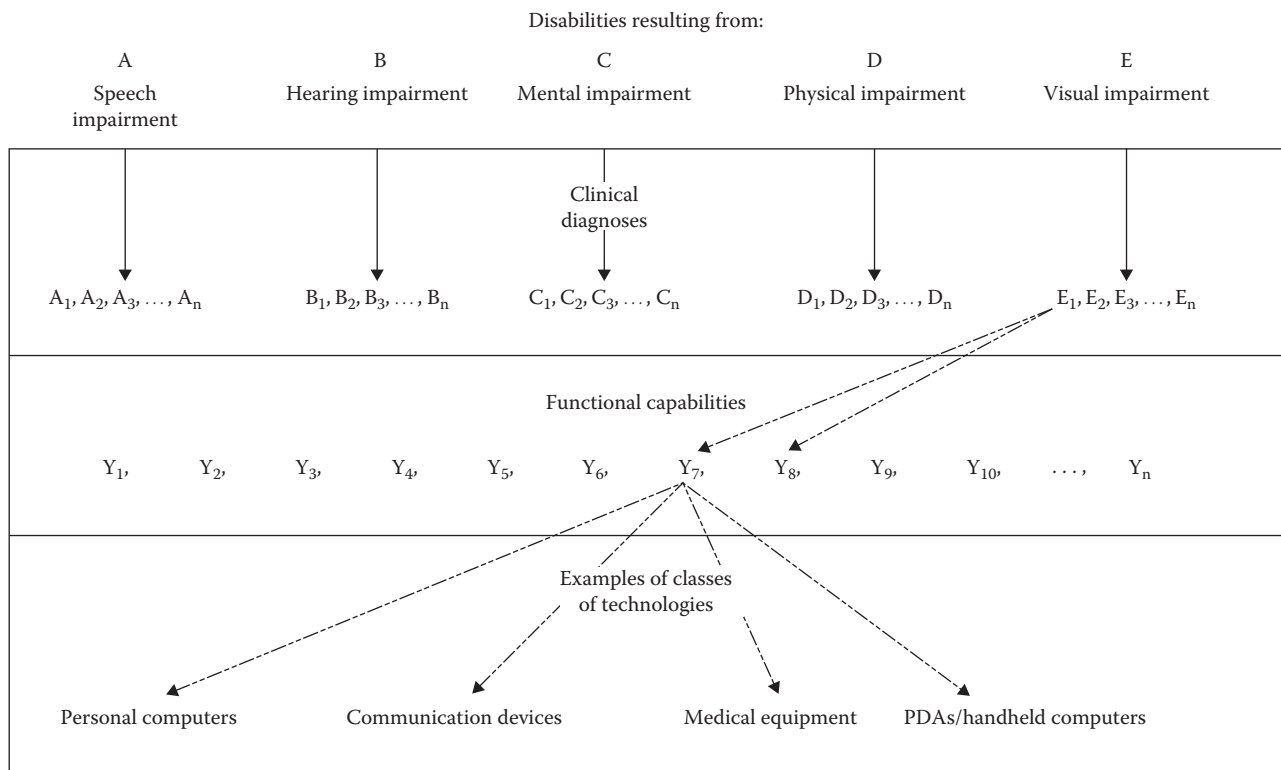 Disabilities resulting from:
A B C D E
Speech impairment Hearing impairment Mental impairment Physical impairment Visual impairment
Clinical
diagnoses
A₁, A₂, A₃, ..., Aₙ B₁, B₂, B₃, ..., Bₙ C₁, C₂, C₃, ..., Cₙ D₁, D₂, D₃, ..., Dₙ E₁, E₂, E₃, ..., Eₙ
Functional capabilities
Y₁, Y₂, Y₃, Y₄, Y₅, Y₆, Y₇, Y₈, Y₉, Y₁₀, ..., Yₙ
Examples of classes
of technologies
Personal computers Communication devices Medical equipment PDAs/handheld computers